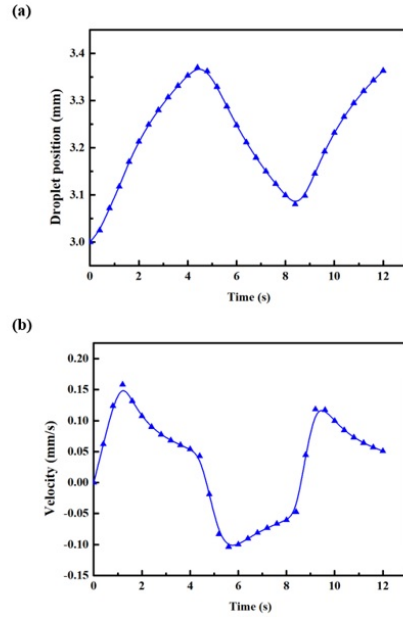 (a)
Droplet position (mm)
3.4
3.3
3.2
3.1
3.0
0 2 4 6 8 10 12
Time (s)
(b)
Velocity (mm/s)
0.20
0.15
0.10
0.05
0.00
-0.05
-0.10
-0.15
0 2 4 6 8 10 12
Time (s)